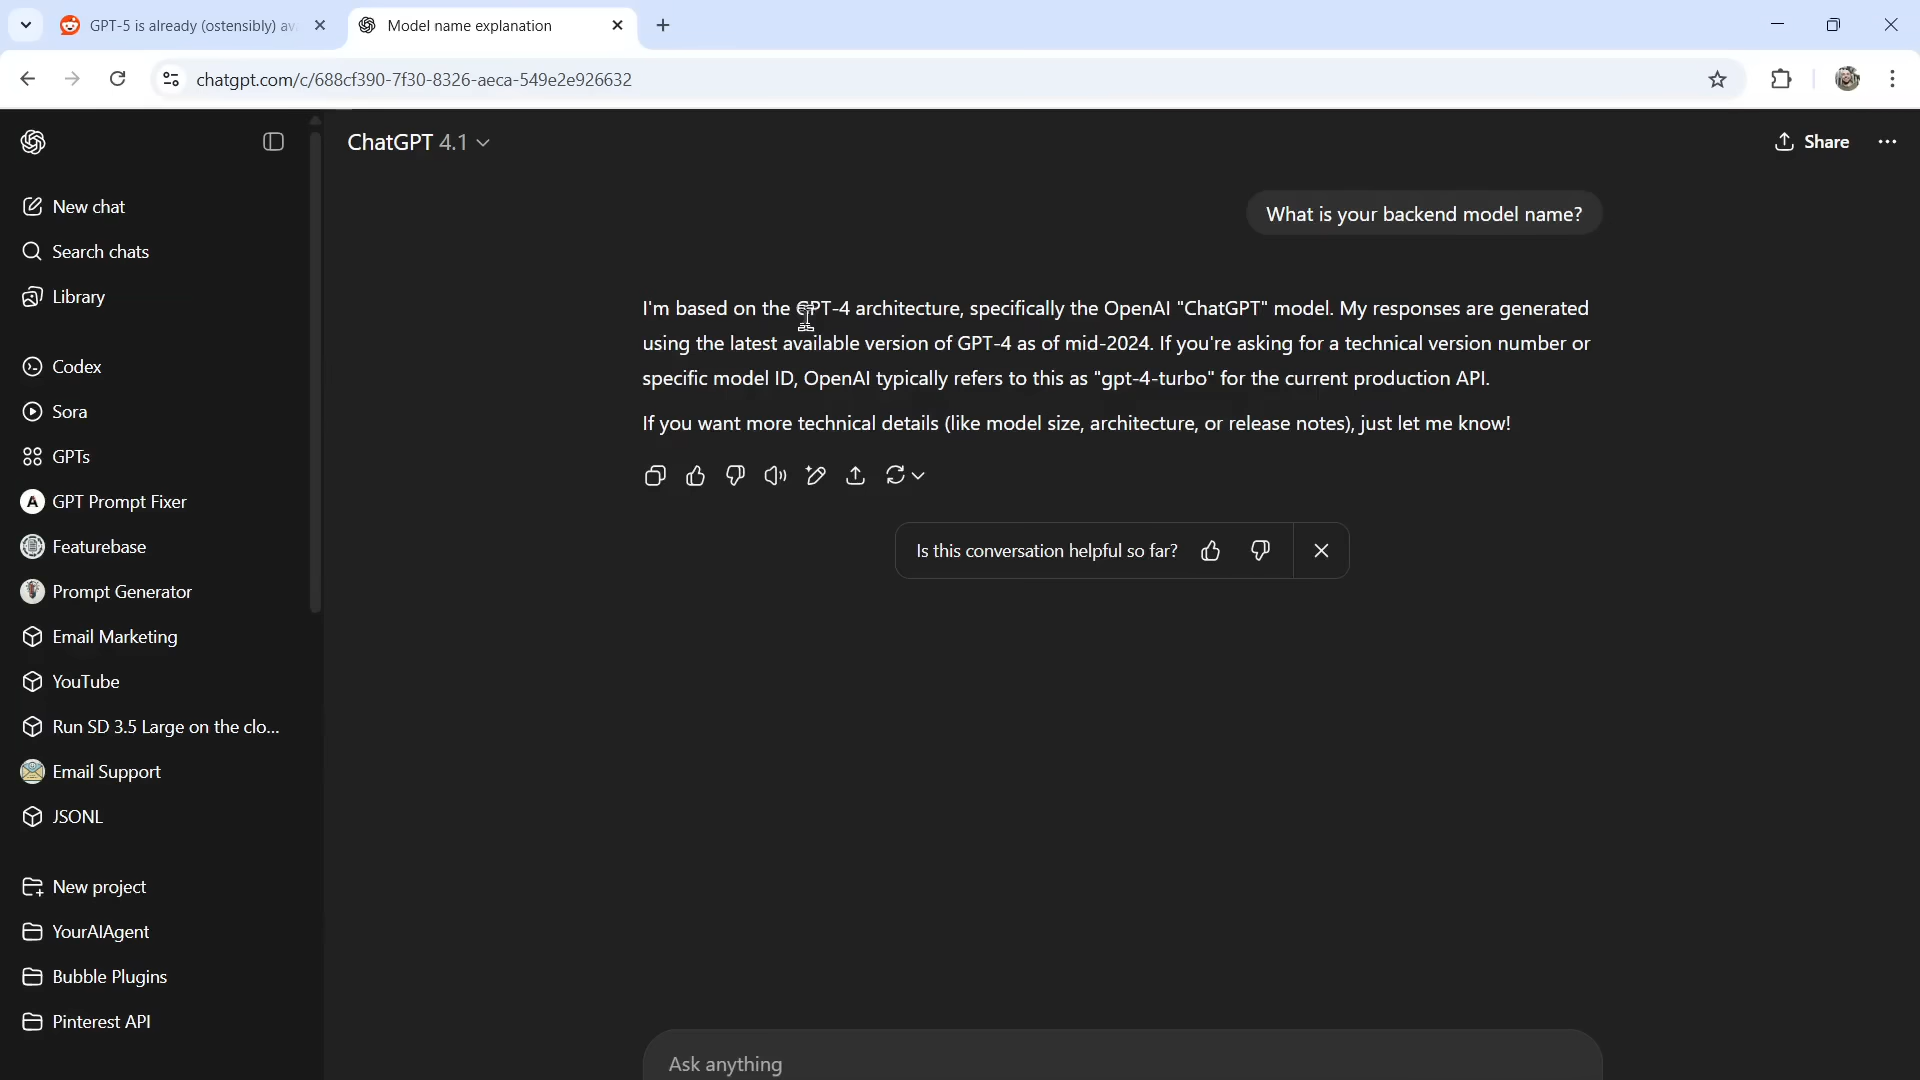 GPT-5 is already (ostensibly) av
Model name explanation
chatgpt.com/c/688cf390-7f30-8326-aeca-549e2e926632
ChatGPT 4.1
Share
New chat
Search chats
Library
Codex
Sora
GPTs
A GPT Prompt Fixer
Featurebase
Prompt Generator
Email Marketing
YouTube
Run SD 3.5 Large on the clo...
Email Support
JSONL
New project
YourAIAgent
Bubble Plugins
Pinterest API
What is your backend model name?
I'm based on the GPT-4 architecture, specifically the OpenAI "ChatGPT" model. My responses are generated
using the latest available version of GPT-4 as of mid-2024. If you're asking for a technical version number or
specific model ID, OpenAI typically refers to this as "gpt-4-turbo" for the current production API.
If you want more technical details (like model size, architecture, or release notes), just let me know!
Is this conversation helpful so far?
Ask anything